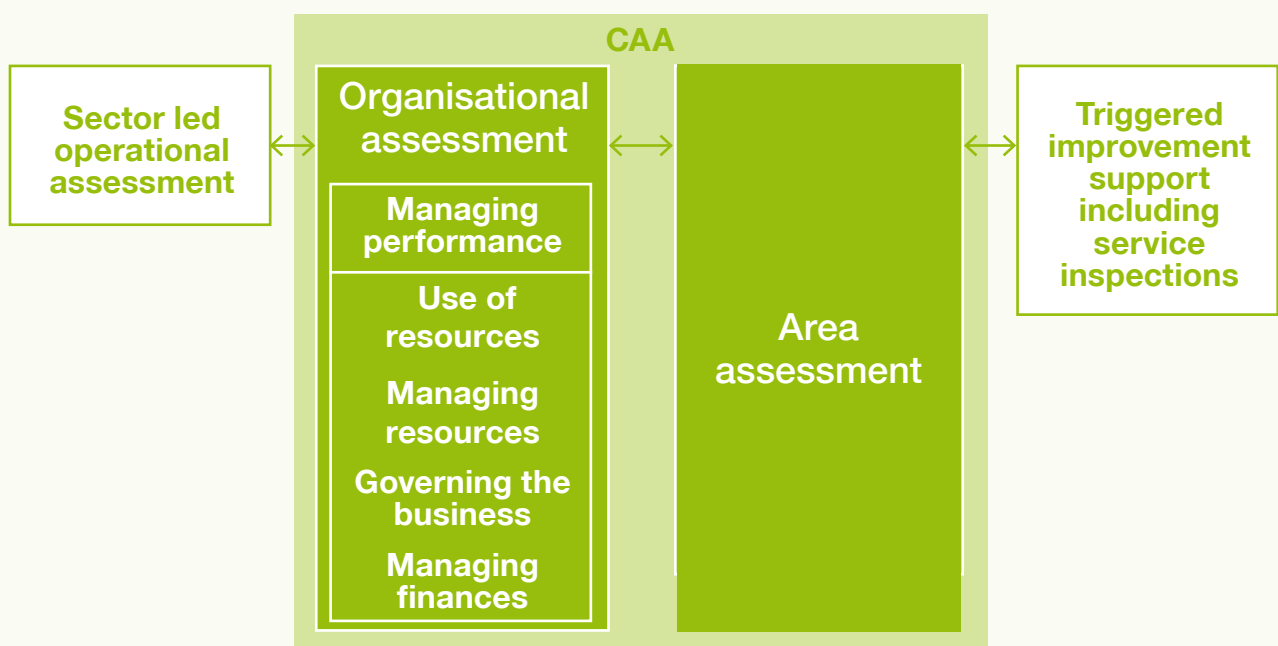 CAA
Sector led
operational
assessment
Organisational
assessment
Managing
performance
Use of
resources
Managing
resources
Governing the
business
Managing
finances
Area
assessment
Triggered
improvement
support
including
service
inspections